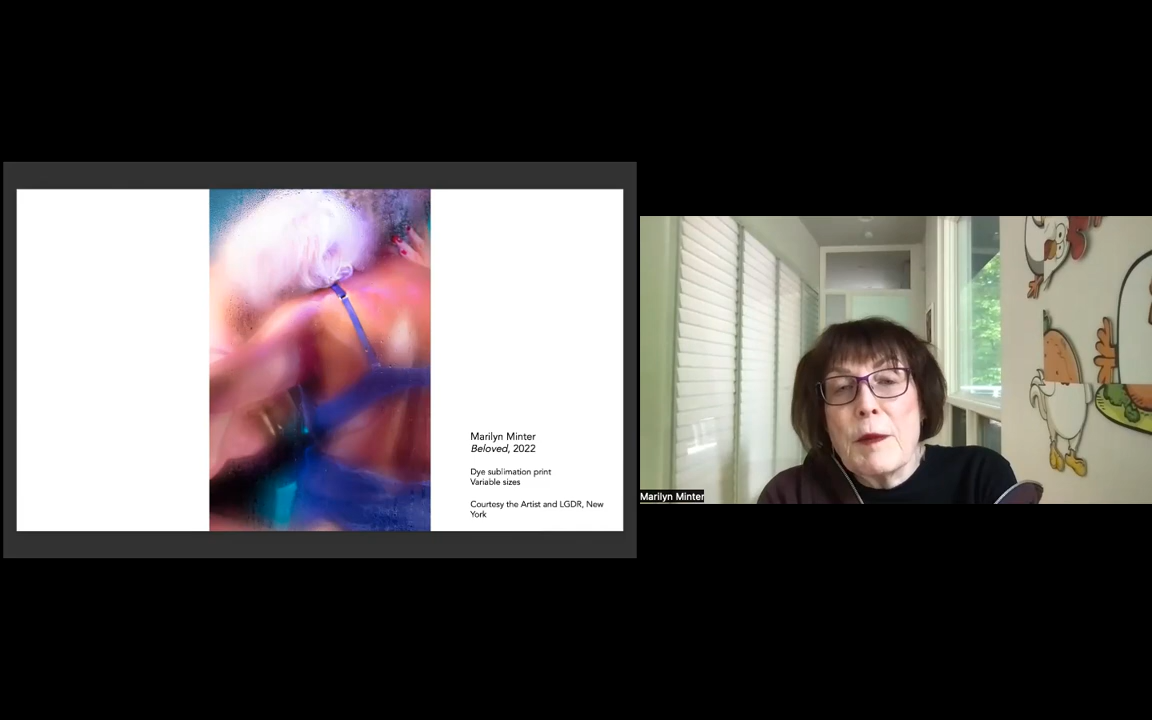 Marilyn Minter
Beloved, 2022
Dye sublimation print
Variable sizes
Courtesy the Artist and LGDR, New
York
Marilyn Minter